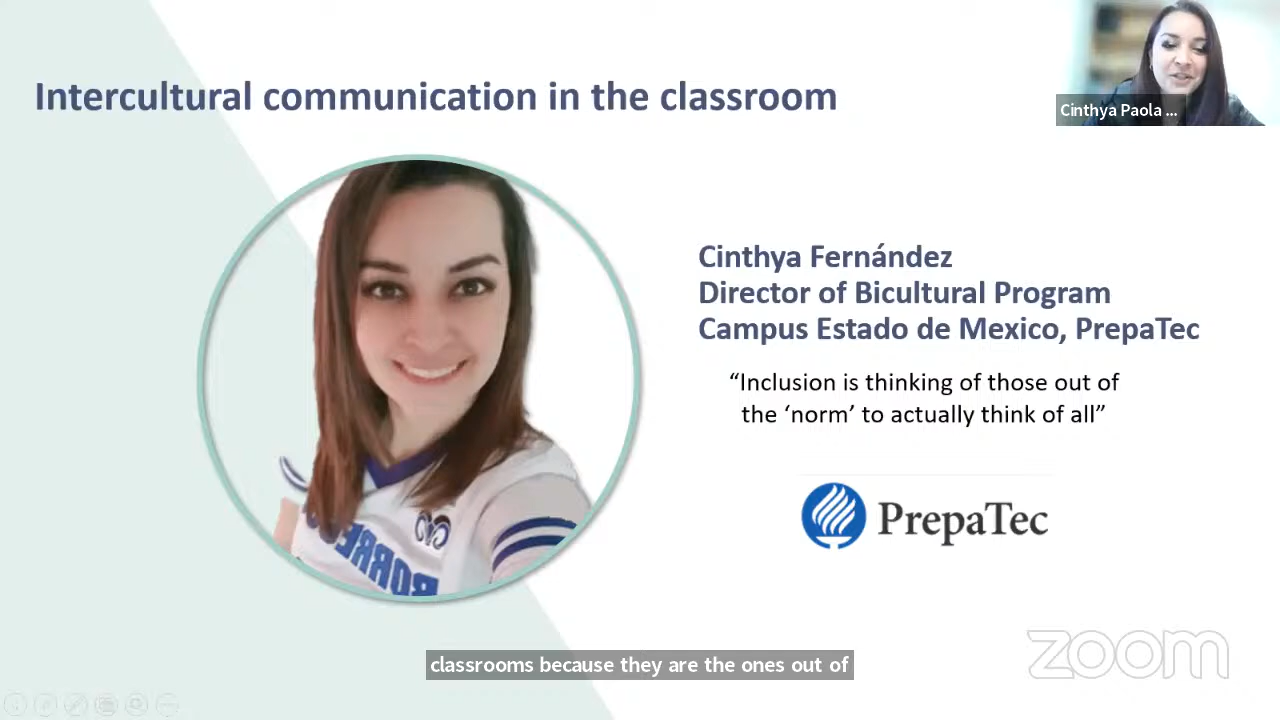 Intercultural communication in the classroom
Cinthya Paola ...
Cinthya Fernández
Director of Bicultural Program
Campus Estado de Mexico, PrepaTec
“Inclusion is thinking of those out of
the ‘norm’ to actually think of all”
PrepaTec
classrooms because they are the ones out of
zoom